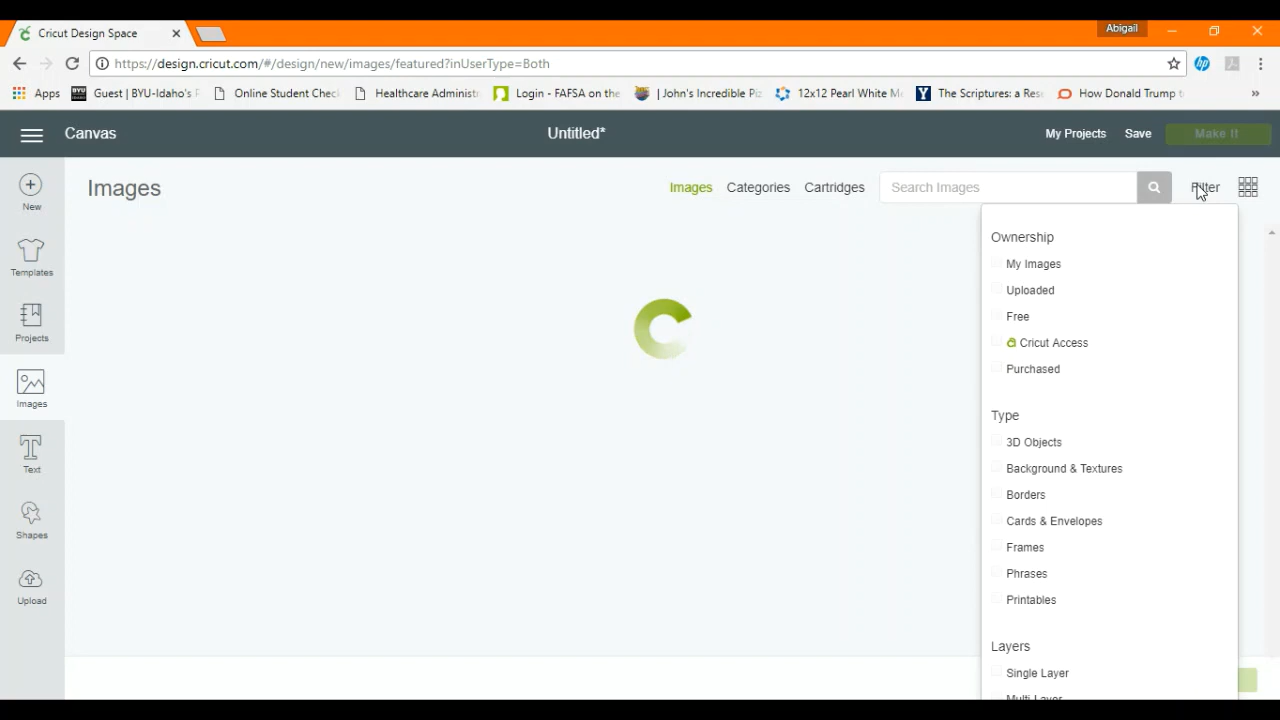 Cricut Design Space
Abigail
https://design.cricut.com/#/design/new/images/featured?inUserType=Both
Apps Guest | BYU-Idaho's Online Student Chec Healthcare Administ Login - FAFSA on the | John's Incredible Piz 12x12 Pearl White M The Scriptures: a Res How Donald Trump t »
Canvas
Untitled*
My Projects Save Make It
New
Templates
Projects
Images
Text
Shapes
Upload
Images
Images Categories Cartridges Search Images Filter
Ownership
My Images
Uploaded
Free
Cricut Access
Purchased
Type
3D Objects
Background & Textures
Borders
Cards & Envelopes
Frames
Phrases
Printables
Layers
Single Layer
Multi Layer